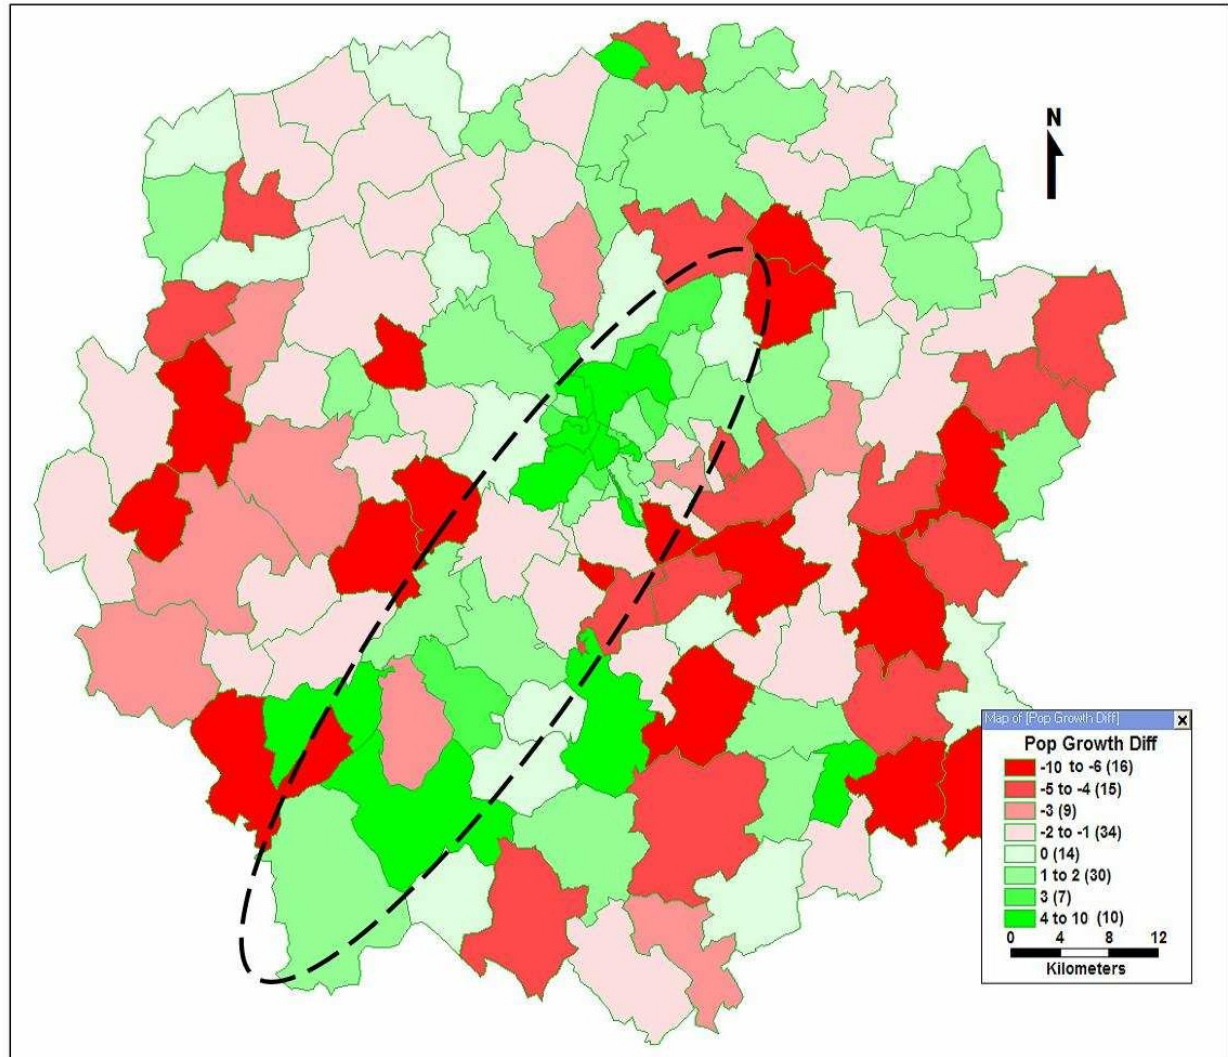 N
Map of [Pop Growth Diff]
Pop Growth Diff
-10 to -6 (16)
-5 to -4 (15)
-3 (9)
-2 to -1 (34)
0 (14)
1 to 2 (30)
3 (7)
4 to 10 (10)
0 4 8 12
Kilometers